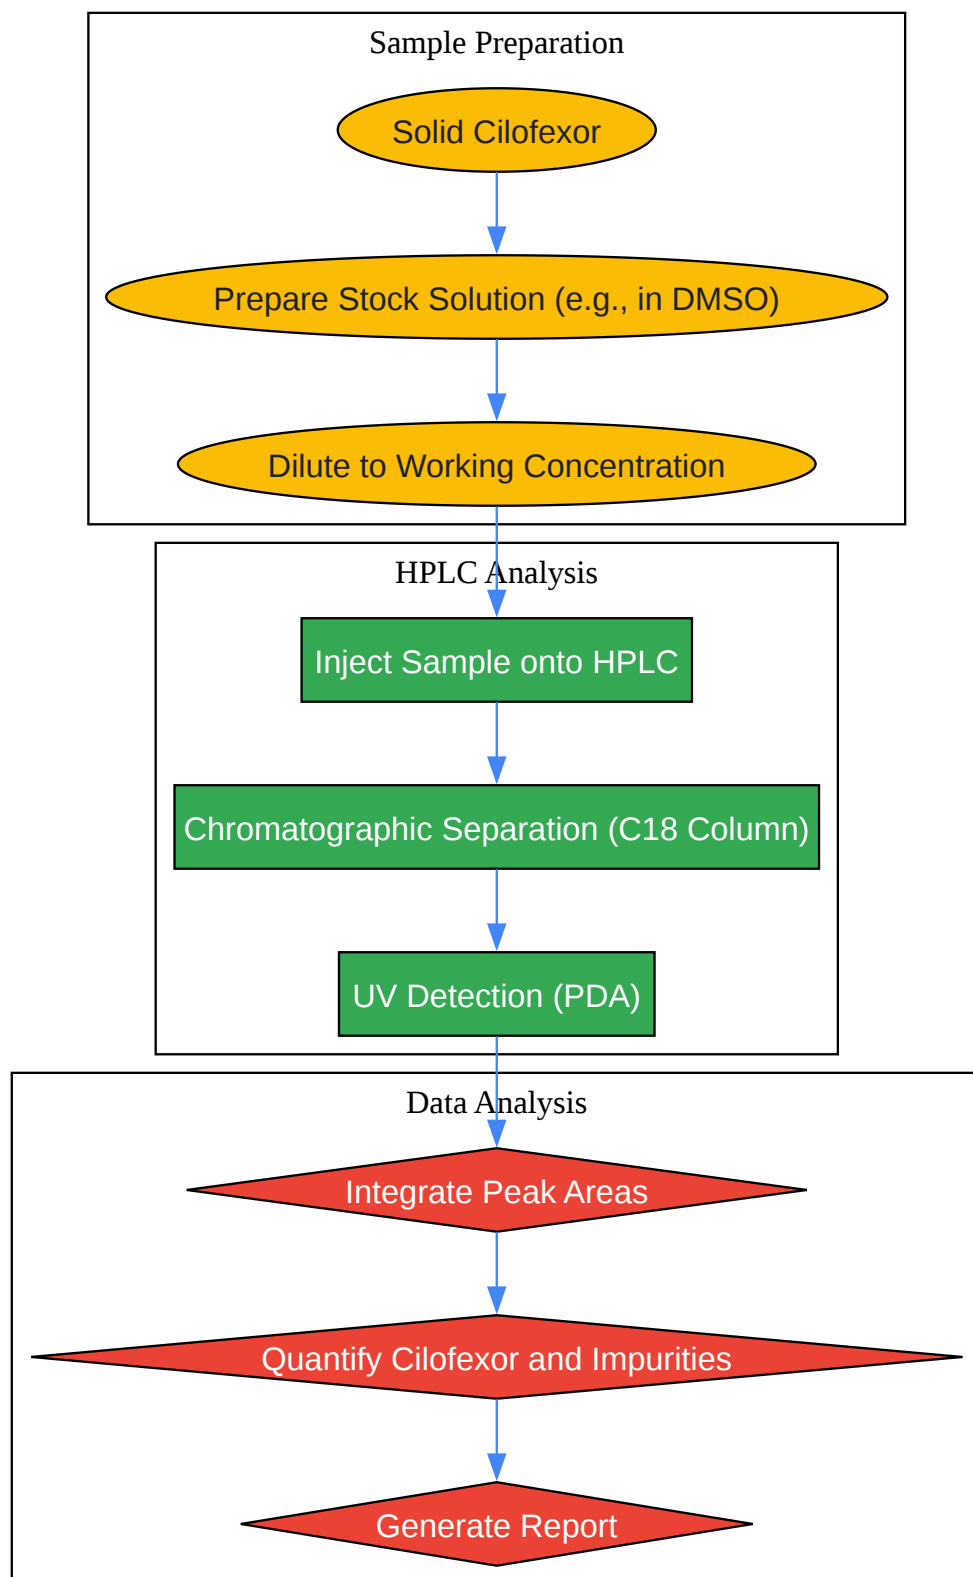 Sample Preparation
Solid Cilofexor
Prepare Stock Solution (e.g., in DMSO)
Dilute to Working Concentration
HPLC Analysis
Inject Sample onto HPLC
Chromatographic Separation (C18 Column)
UV Detection (PDA)
Data Analysis
Integrate Peak Areas
Quantify Cilofexor and Impurities
Generate Report